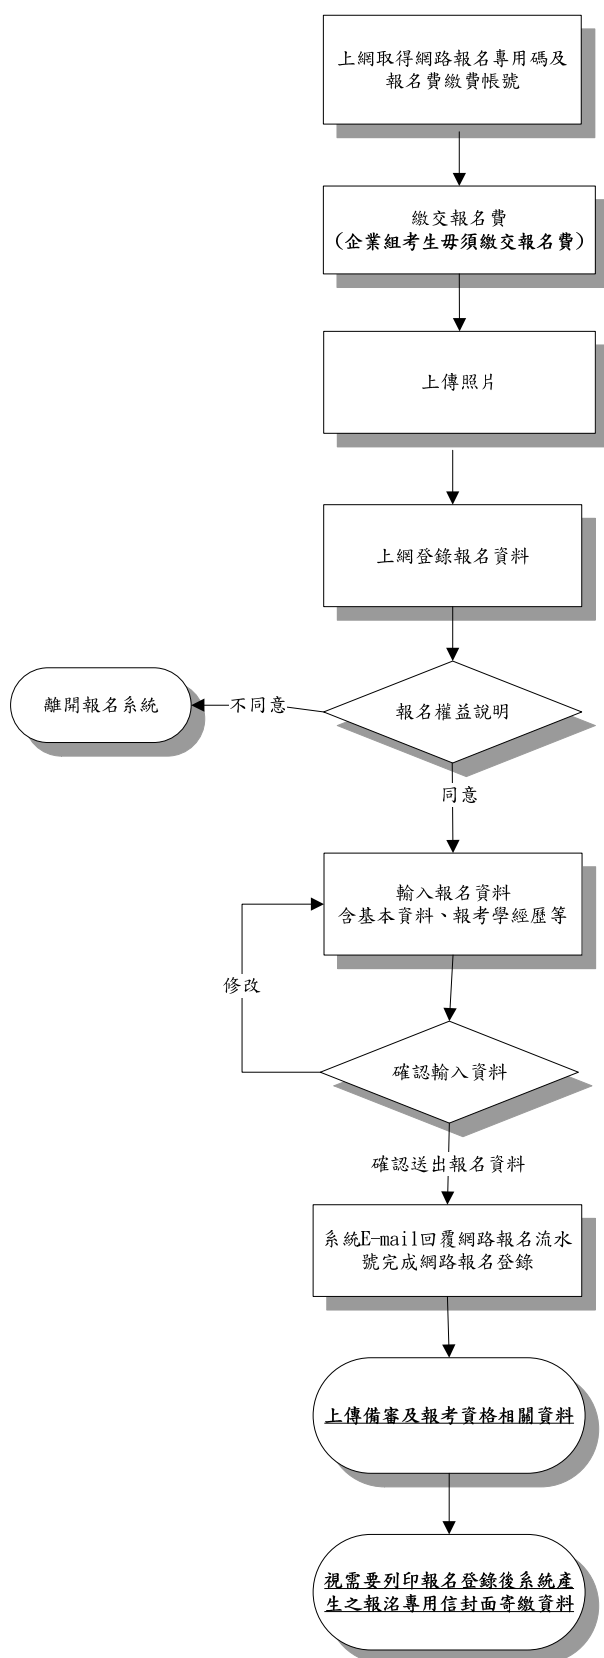 上網取得網路報名專用碼及
報名費繳費帳號
繳交報名費
（企業組考生毋須繳交報名費）
上傳照片
上網登錄報名資料
報名權益說明
不同意
離開報名系統
同意
輸入報名資料
含基本資料、報考學經歷等
修改
確認輸入資料
確認送出報名資料
系統E-mail回覆網路報名流水
號完成網路報名登錄
上傳備審及報考資格相關資料
視需要列印報名登錄後系統產
生之報洺專用信封面寄繳資料